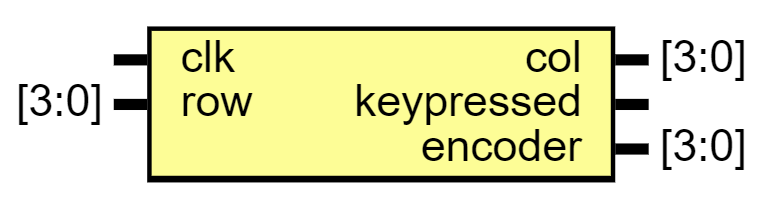 clk col [3:0]
[3:0] row keypressed
encoder [3:0]